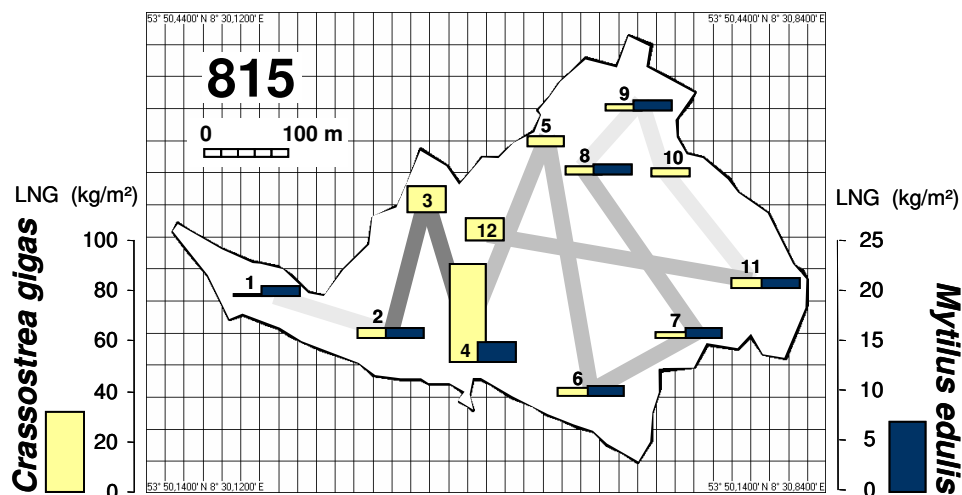 53° 50,4400' N 8° 30,1200' E
53° 50,4400' N 8° 30,8400' E
815
0 100 m
9
5
8
10
3
12
11
1
2
7
4
6
LNG (kg/m²)
100
80
60
40
20
0
Crassostrea gigas
LNG (kg/m²)
25
20
15
10
5
0
Mytilus edulis
53° 50,1400' N 8° 30,1200' E
53° 50,1400' N 8° 30,8400' E